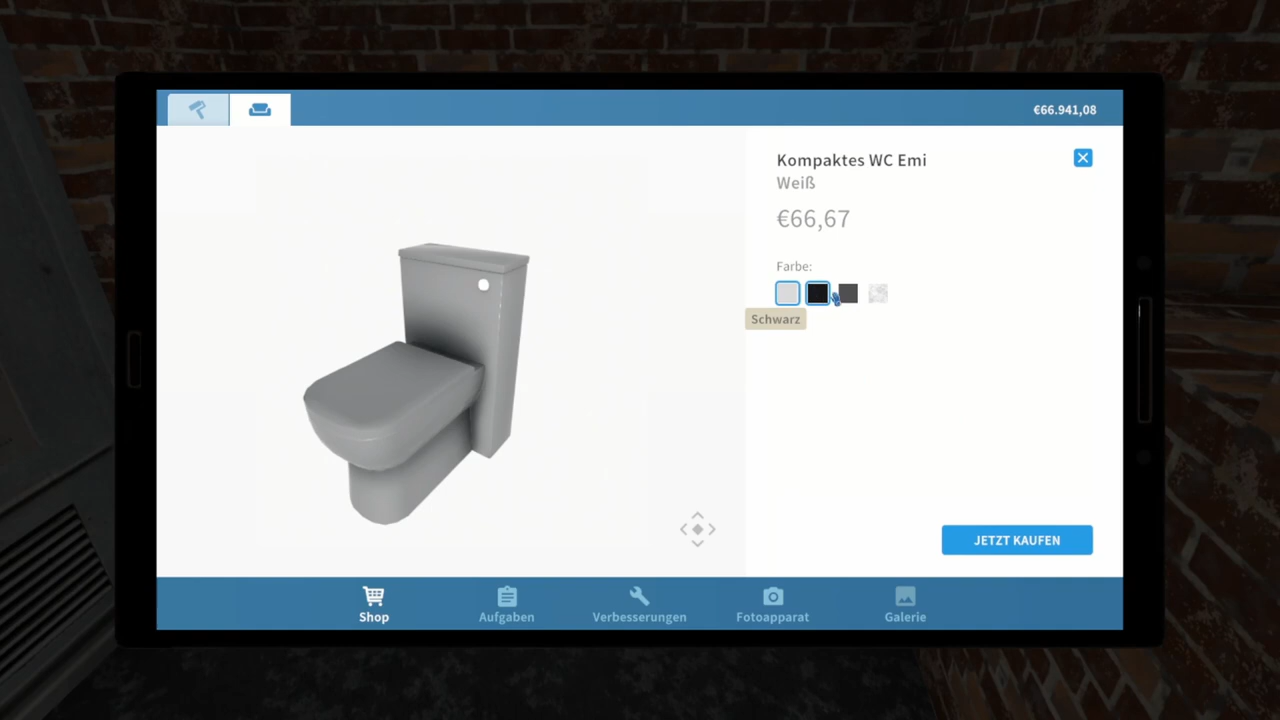 €66.941,08
Kompaktes WC Emi
Weiß
€66,67
Farbe:
Schwarz
JETZT KAUFEN
Shop
Aufgaben
Verbesserungen
Fotoapparat
Galerie